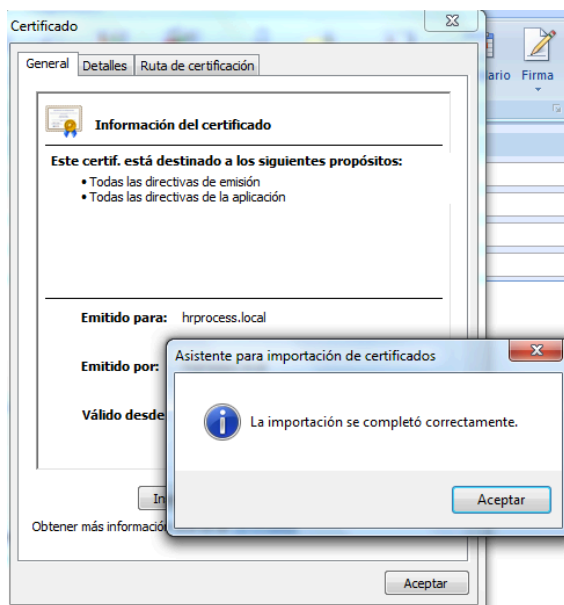 Certificado
General Detalles Ruta de certificación
ario Firma
Información del certificado
Este certif. está destinado a los siguientes propósitos:
• Todas las directivas de emisión
• Todas las directivas de la aplicación
Emitido para: hrprocess.local
Emitido por:
Válido desde
Asistente para importación de certificados
La importación se completó correctamente.
Aceptar
In
Obtener más información
Aceptar